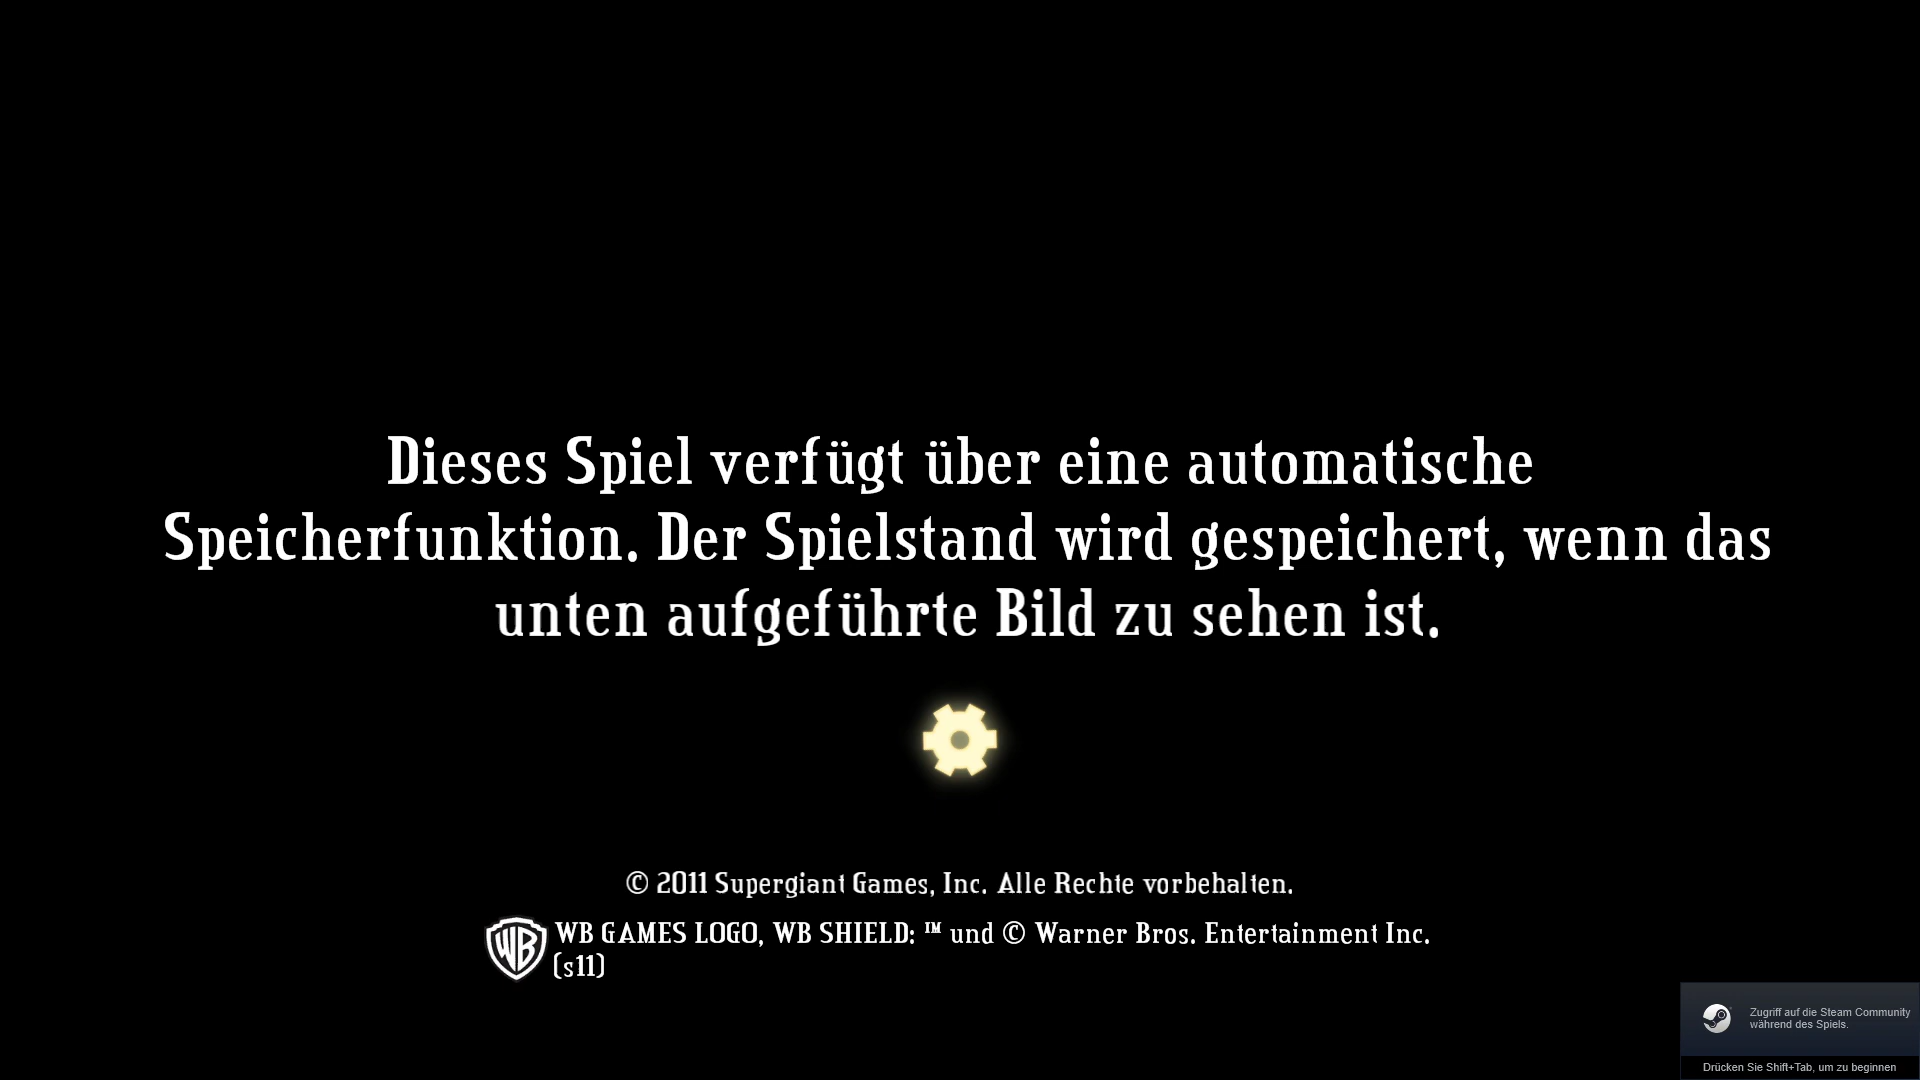 Dieses Spiel verfügt über eine automatische
Speicherfunktion. Der Spielstand wird gespeichert, wenn das
unten aufgeführte Bild zu sehen ist.
© 2011 Supergiant Games, Inc. Alle Rechte vorbehalten.
WB
WB GAMES LOGO, WB SHIELD: ™ und © Warner Bros. Entertainment Inc.
(s11)
Zugriff auf die Steam Community
während des Spiels.
Drücken Sie Shift+Tab, um zu beginnen